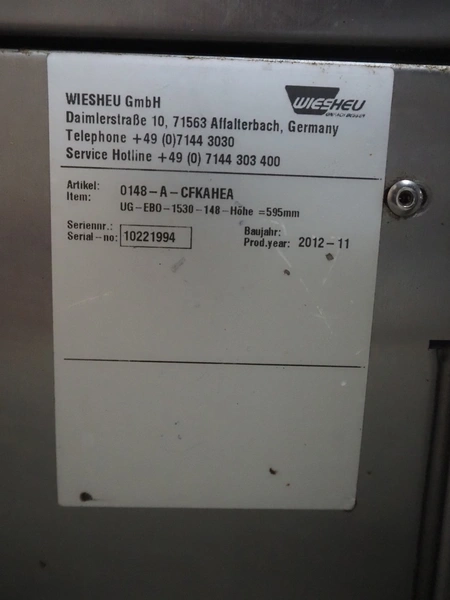 WIESHEU GmbH
Daimlerstraße 10, 71563 Affalterbach, Germany
Telephone +49 (0)7144 3030
Service Hotline +49 (0) 7144 303 400
WIESHEU
EINFACH BESSER
Artikel: 0148-A-CFKAHEA
Item: UG-EBO-1530-148-Höhe =595mm
Seriennr.: Baujahr:
Serial-no: 10221994 Prod.year: 2012-11